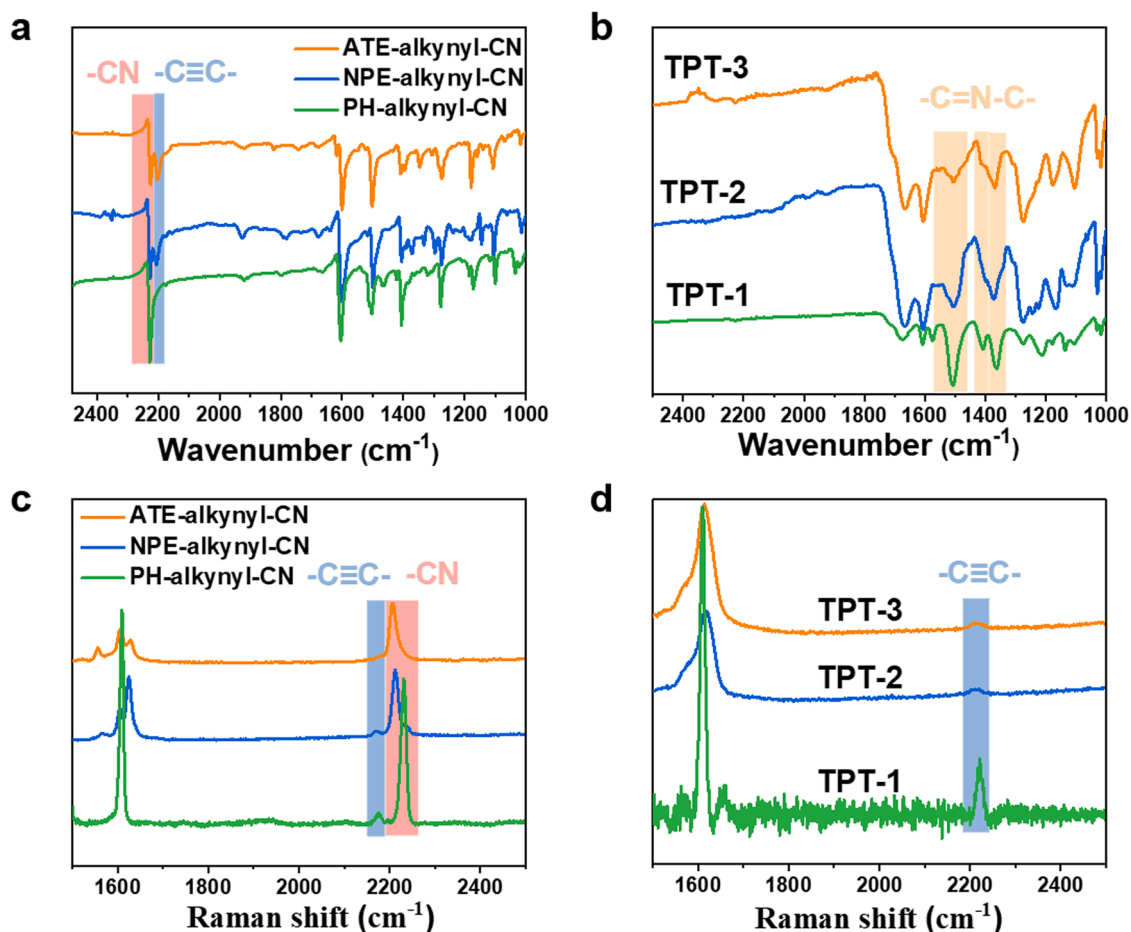 a
-CN
-C≡C-
ATE-alkynyl-CN
NPE-alkynyl-CN
PH-alkynyl-CN
2400 2200 2000 1800 1600 1400 1200 1000
Wavenumber (cm⁻¹)
b
TPT-3
-C=N-C-
TPT-2
TPT-1
2400 2200 2000 1800 1600 1400 1200 1000
Wavenumber (cm⁻¹)
c
ATE-alkynyl-CN
NPE-alkynyl-CN
PH-alkynyl-CN
-C≡C-
-CN
1600 1800 2000 2200 2400
Raman shift (cm⁻¹)
d
-C≡C-
TPT-3
TPT-2
TPT-1
1600 1800 2000 2200 2400
Raman shift (cm⁻¹)